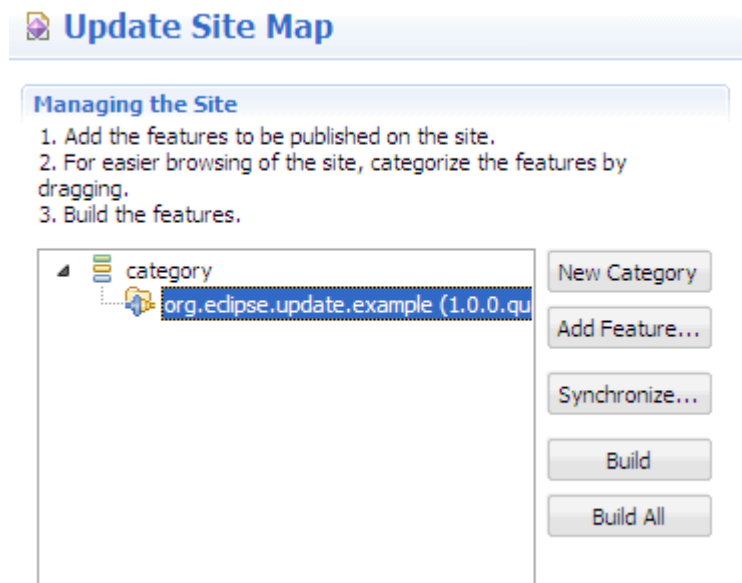 Update Site Map
Managing the Site
1. Add the features to be published on the site.
2. For easier browsing of the site, categorize the features by
dragging.
3. Build the features.
category
org.eclipse.update.example (1.0.0.qu
New Category
Add Feature...
Synchronize...
Build
Build All